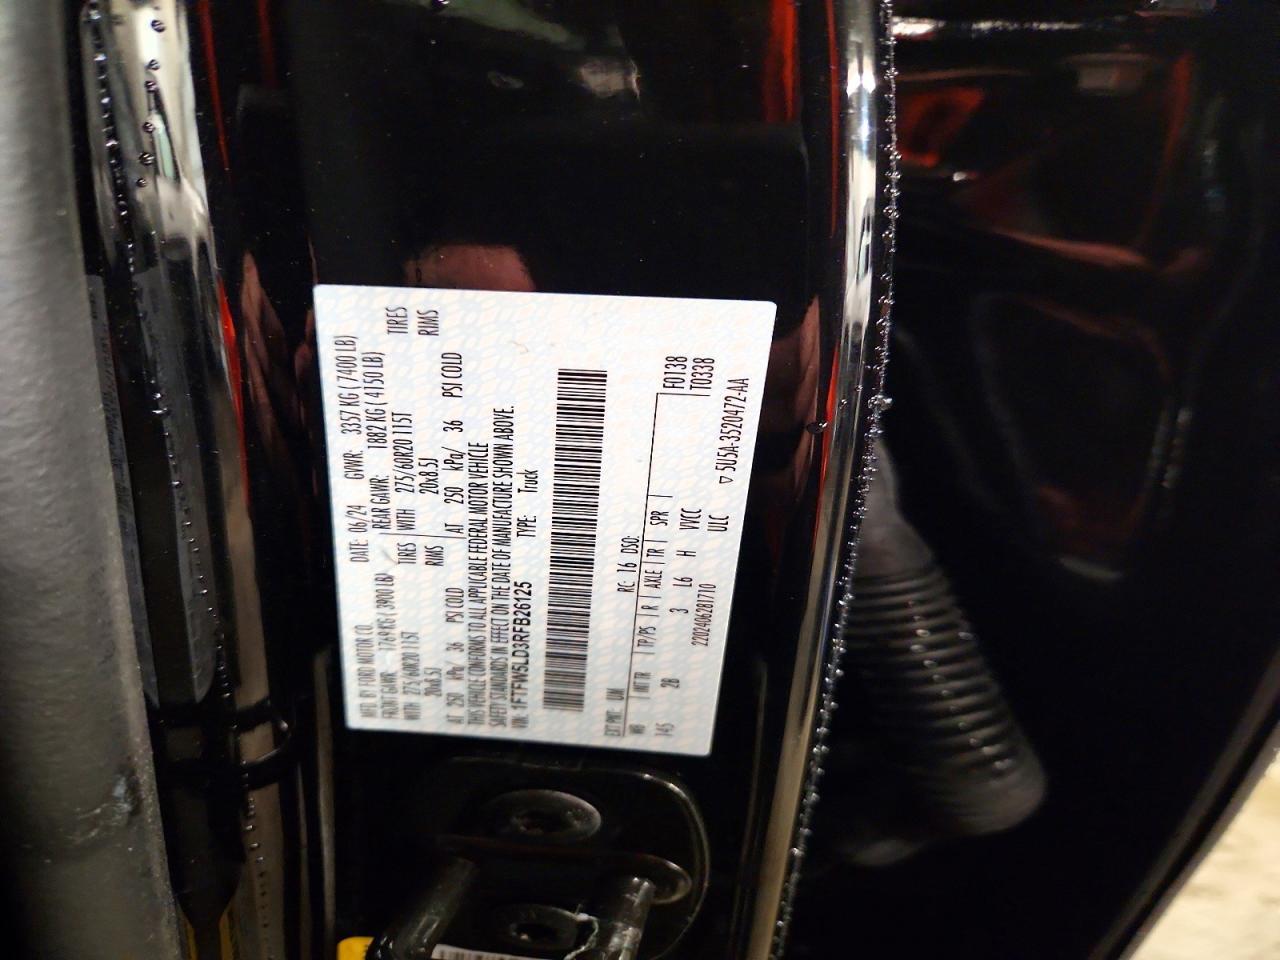 MFD. BY FORD MOTOR CO. DATE: 06/24 GVWR: 3357 KG ( 7400 LB)
FRONT GAWR: 1769 KG ( 3900 LB) REAR GAWR: 1882 KG ( 4150 LB)
WITH 275/60R20 115T TIRES WITH 275/60R20 115T TIRES
20x8.5J RIMS 20x8.5J RIMS
AT 250 kPa/ 36 PSI COLD AT 250 kPa/ 36 PSI COLD
THIS VEHICLE CONFORMS TO ALL APPLICABLE FEDERAL MOTOR VEHICLE
SAFETY STANDARDS IN EFFECT ON THE DATE OF MANUFACTURE SHOWN ABOVE.
VIN: 1FTFW5LD3RFB26125 TYPE: Truck
EXT PNT: UM RC: 16 DSO: F0138
WB INT TR TP/PS R AXLE TR SPR T0338
145 2B 3 L6 H VVCC
2202406281710 ULC ▽ 5U5A-3520472-AA